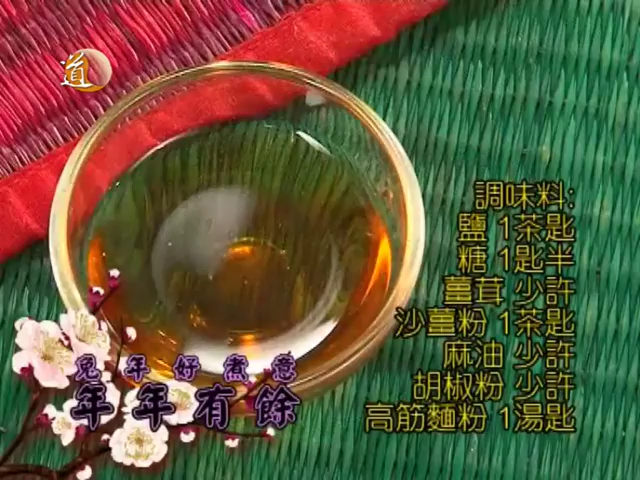 道
調味料:
鹽 1茶匙
糖 1匙半
薑茸 少許
沙薑粉 1茶匙
麻油 少許
胡椒粉 少許
高筋麵粉 1湯匙
兔年好煮意
年年有餘